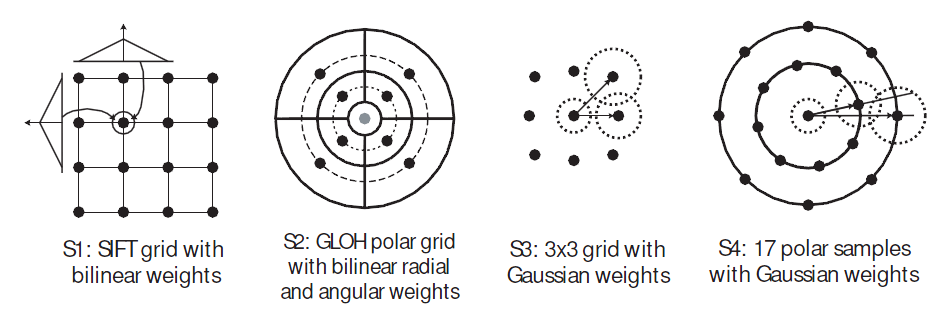 S1: SIFT grid with
bilinear weights
S2: GLOH polar grid
with bilinear radial
and angular weights
S3: 3x3 grid with
Gaussian weights
S4: 17 polar samples
with Gaussian weights